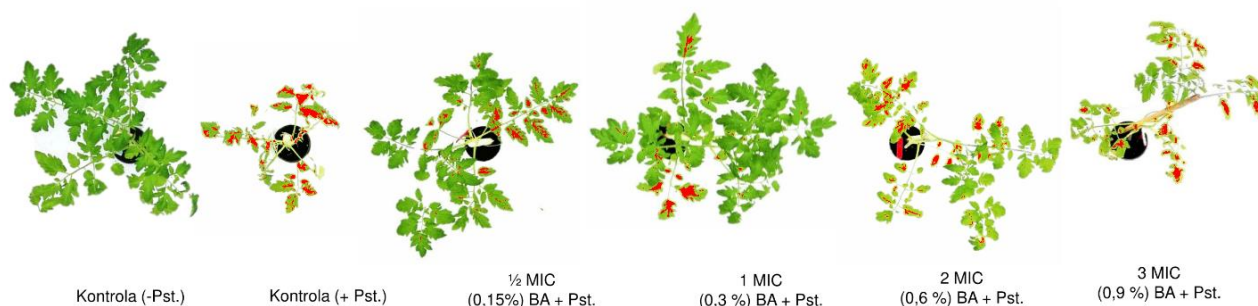 Kontrola (-Pst.)
Kontrola (+ Pst.)
½ MIC
(0.15%) BA + Pst.
1 MIC
(0.3 %) BA + Pst.
2 MIC
(0,6 %) BA + Pst.
3 MIC
(0,9 %) BA + Pst.